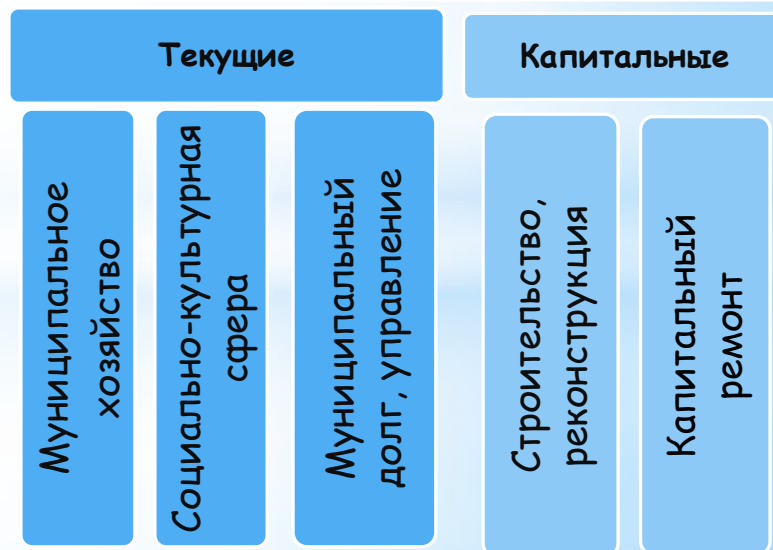 Текущие
Капитальные
Муниципальное
хозяйство
Социально-культурная
сфера
Муниципальный
долг, управление
Строительство,
реконструкция
Капитальный
ремонт